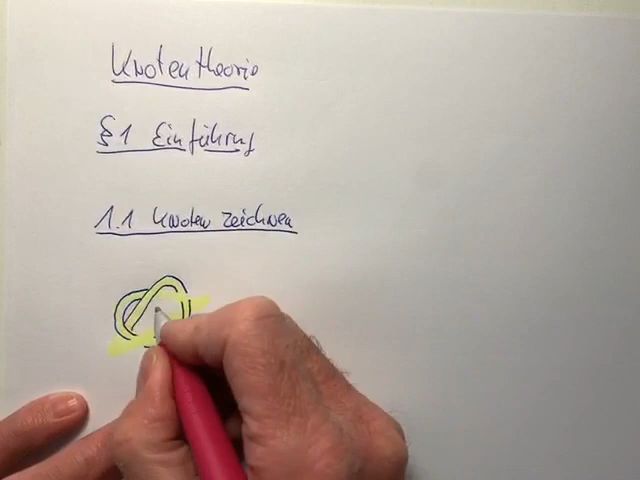 Knotentheorie
§1 Einführung
1.1 Knoten zeichnen